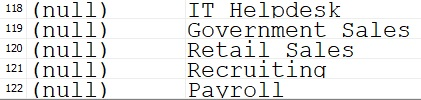 118 (null) IT Helpdesk
119 (null) Government Sales
120 (null) Retail Sales
121 (null) Recruiting
122 (null) Payroll